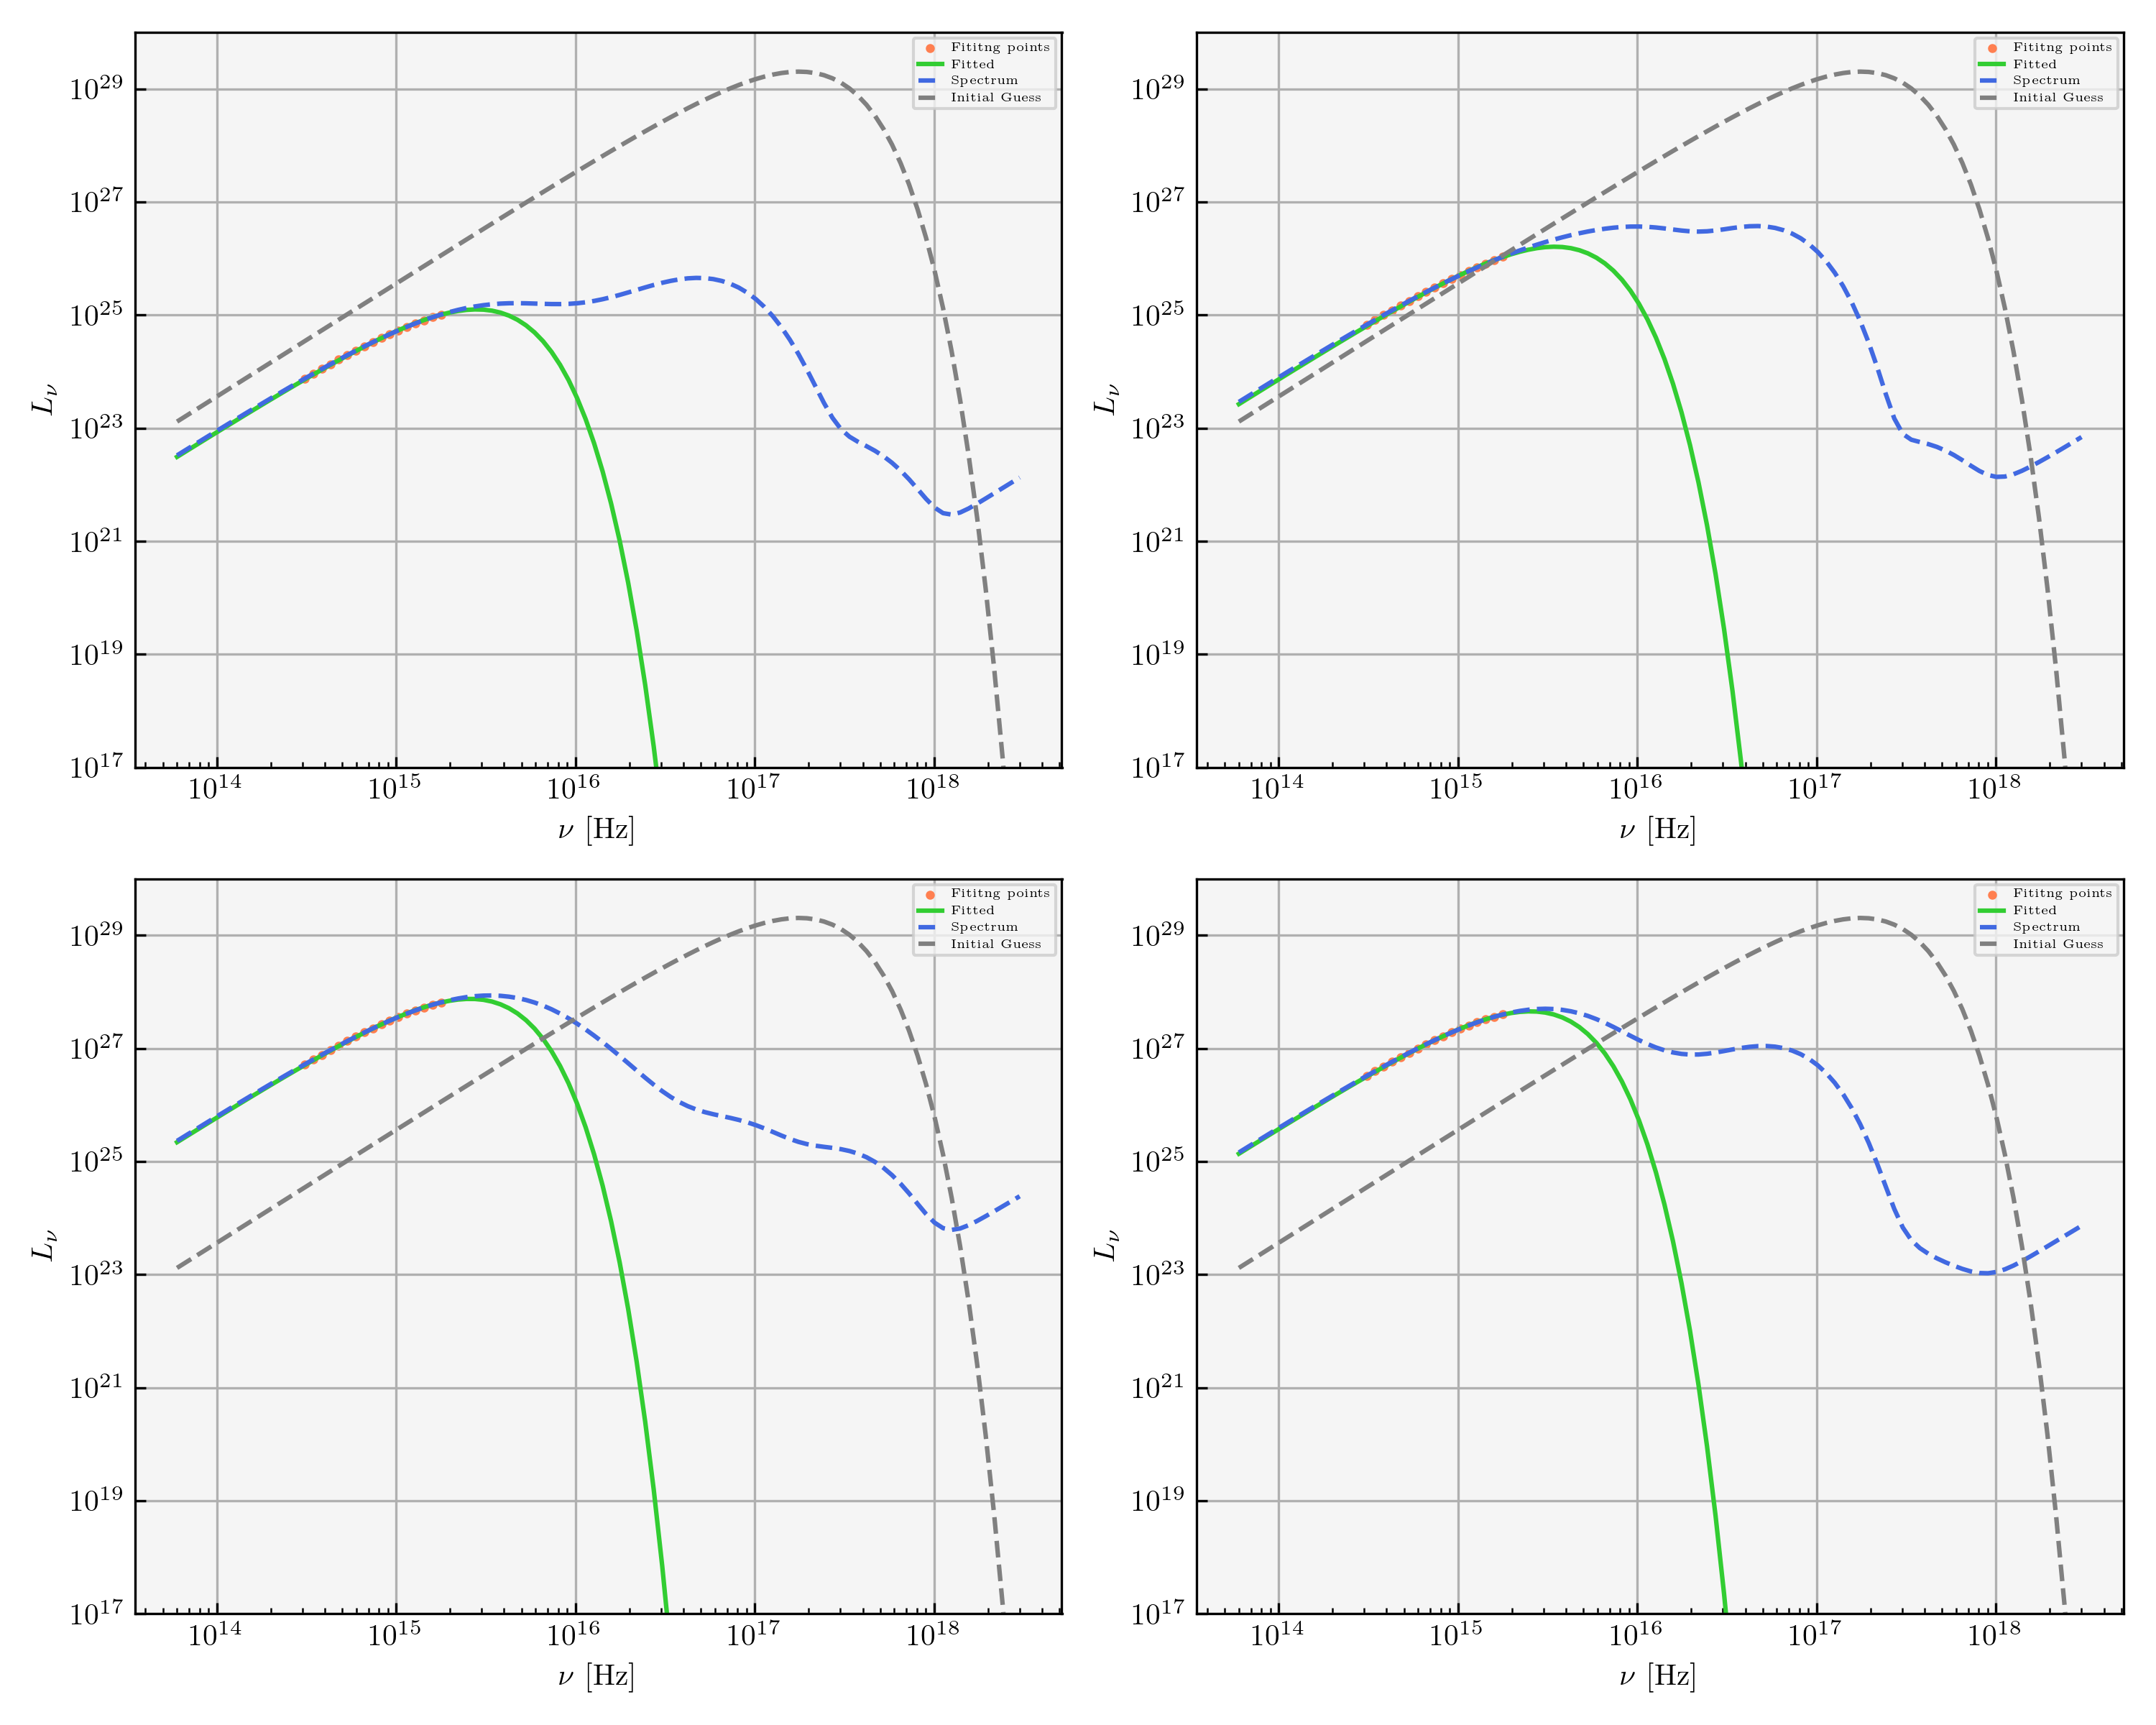 Fititng points
Fitted
Spectrum
Initial Guess
10^29
10^27
10^25
10^23
10^21
10^19
10^17
L_ν
10^14 10^15 10^16 10^17 10^18
ν [Hz]
Fititng points
Fitted
Spectrum
Initial Guess
10^29
10^27
10^25
10^23
10^21
10^19
10^17
L_ν
10^14 10^15 10^16 10^17 10^18
ν [Hz]
Fititng points
Fitted
Spectrum
Initial Guess
10^29
10^27
10^25
10^23
10^21
10^19
10^17
L_ν
10^14 10^15 10^16 10^17 10^18
ν [Hz]
Fititng points
Fitted
Spectrum
Initial Guess
10^29
10^27
10^25
10^23
10^21
10^19
10^17
L_ν
10^14 10^15 10^16 10^17 10^18
ν [Hz]